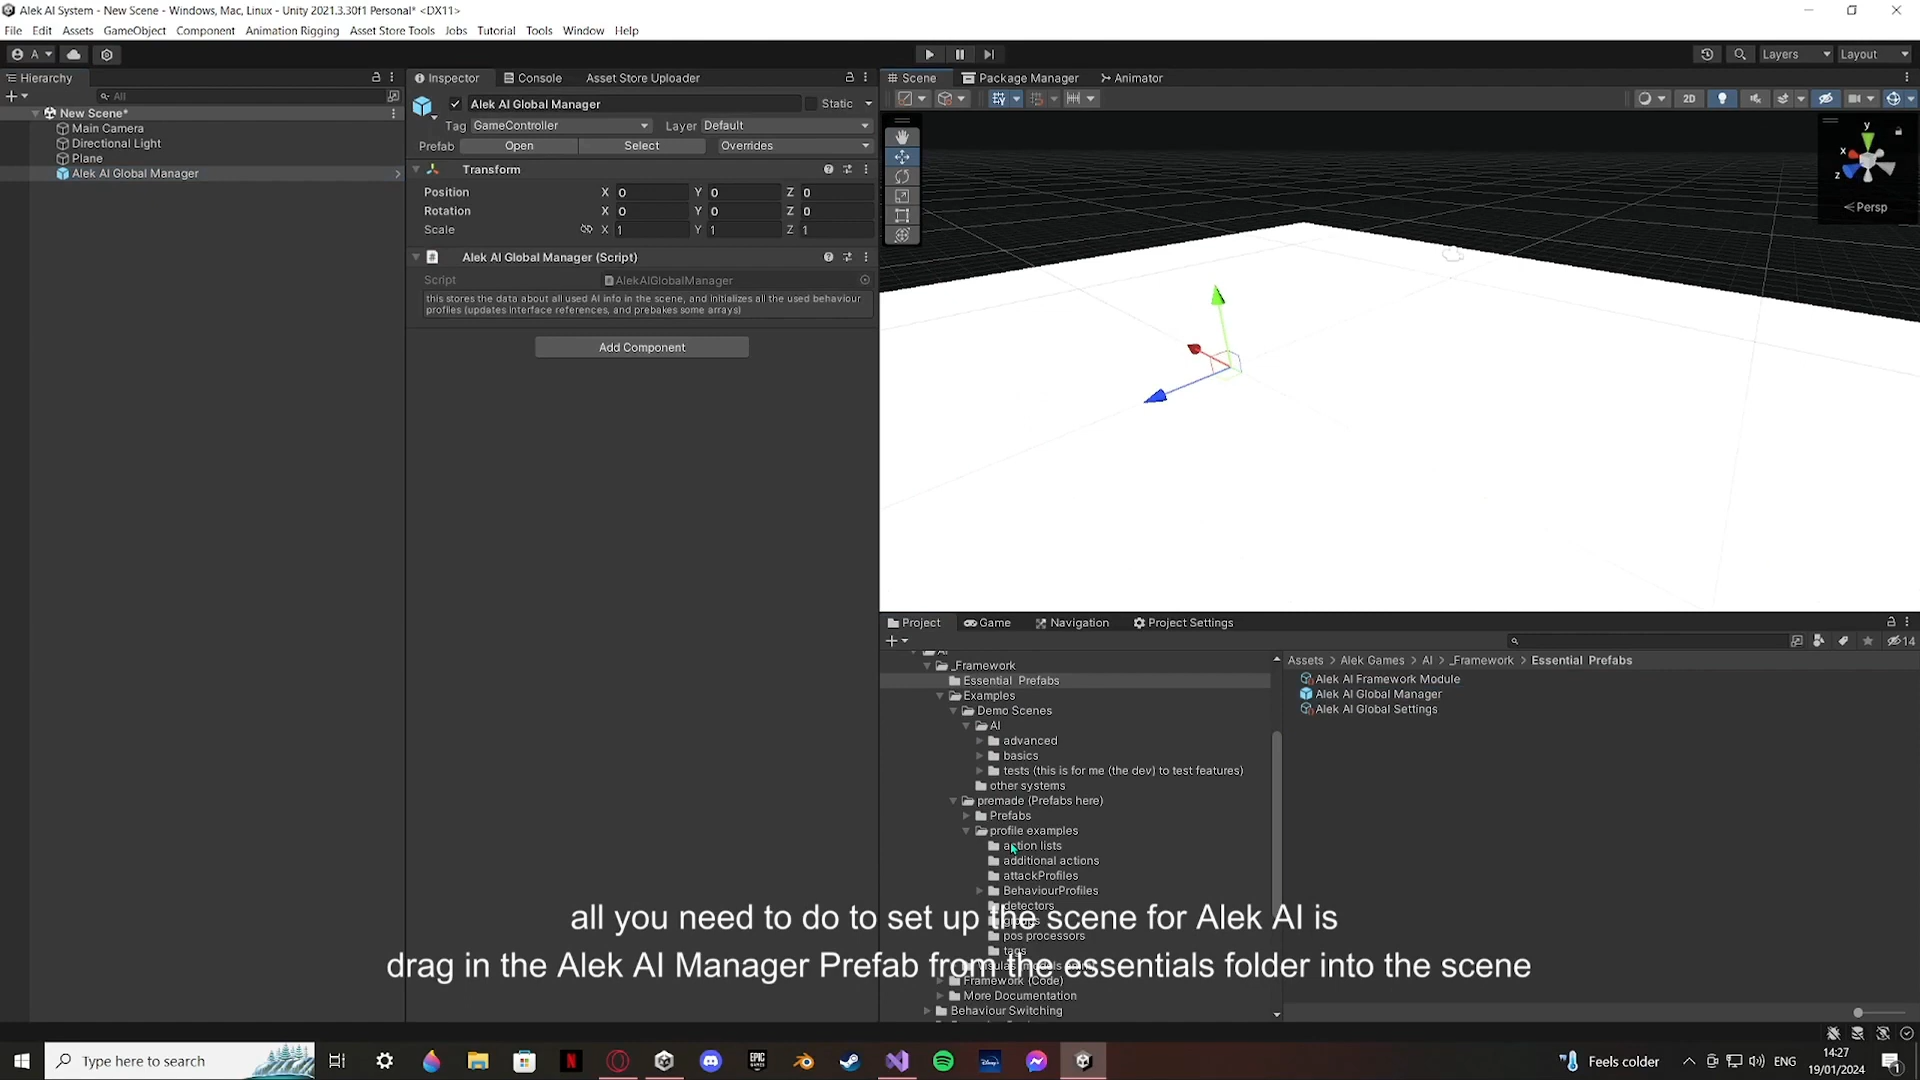 Alek AI System - New Scene - Windows, Mac, Linux - Unity 2021.3.30f1 Personal* <DX11>
File Edit Assets GameObject Component Animation Rigging Asset Store Tools Jobs Tutorial Tools Window Help
A Layers Layout
Hierarchy
All
New Scene*
Main Camera
Directional Light
Plane
Alek AI Global Manager
Inspector Console Asset Store Uploader
Alek AI Global Manager Static
Tag GameController Layer Default
Prefab Open Select Overrides
Transform
Position X 0 Y 0 Z 0
Rotation X 0 Y 0 Z 0
Scale X 1 Y 1 Z 1
Alek AI Global Manager (Script)
Script AlekAIGlobalManager
this stores the data about all used AI info in the scene, and initializes all the used behaviour
profiles (updates interface references, and prebakes some arrays)
Add Component
Scene Package Manager Animator
2D
y
x
z
Persp
Project Game Navigation Project Settings
14
AI
_Framework
Essential Prefabs
Examples
Demo Scenes
AI
advanced
basics
tests (this is for me (the dev) to test features)
other systems
premade (Prefabs here)
Prefabs
profile examples
action lists
additional actions
attackProfiles
BehaviourProfiles
detectors
pos processors
tags
Framework (Code)
More Documentation
Behaviour Switching
Assets > Alek Games > AI > _Framework > Essential Prefabs
Alek AI Framework Module
Alek AI Global Manager
Alek AI Global Settings
all you need to do to set up the scene for Alek AI is
drag in the Alek AI Manager Prefab from the essentials folder into the scene
Type here to search
EPIC GAMES
Feels colder
ENG
14:27
19/01/2024
1